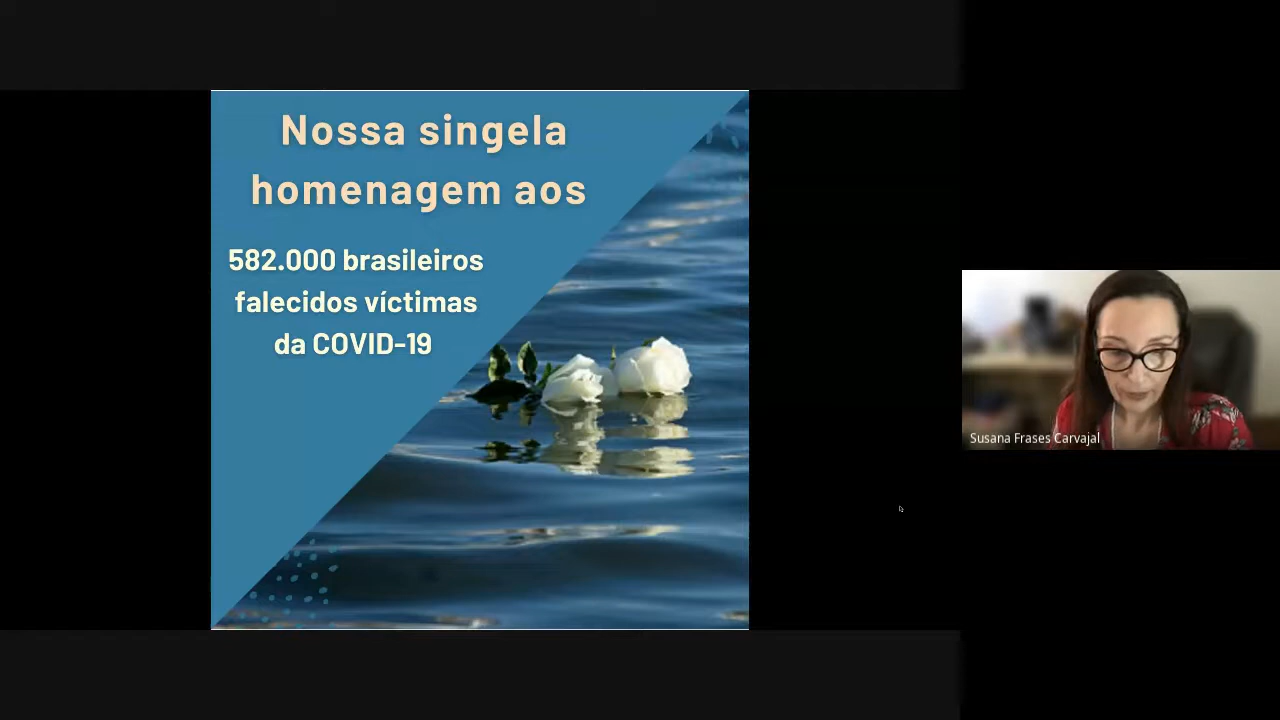 Nossa singela
homenagem aos
582.000 brasileiros
falecidos víctimas
da COVID-19
Susana Frases Carvajal